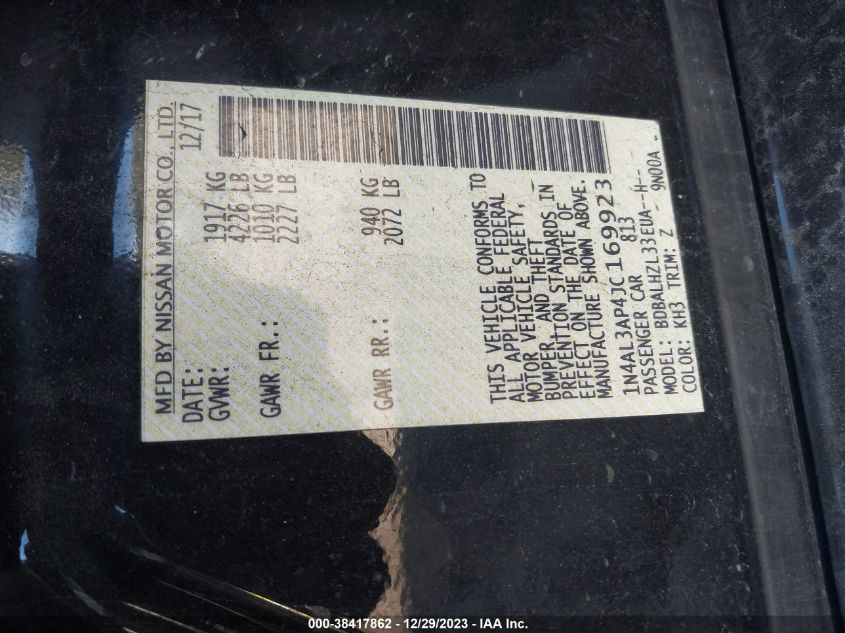 MFD BY NISSAN MOTOR CO., LTD.
DATE: 12/17
GVWR: 1917 KG
4226 LB
GAWR FR.: 1010 KG
2227 LB
GAWR RR.: 940 KG
2072 LB
THIS VEHICLE CONFORMS TO
ALL APPLICABLE FEDERAL
MOTOR VEHICLE SAFETY,
BUMPER, AND THEFT
PREVENTION STANDARDS IN
EFFECT ON THE DATE OF
MANUFACTURE SHOWN ABOVE.
1N4AL3AP4JC169923
PASSENGER CAR 813
MODEL: BDBALHZL33EUA--H--
COLOR: KH3 TRIM: Z 9N00A
000-38417862 - 12/29/2023 - IAA Inc.